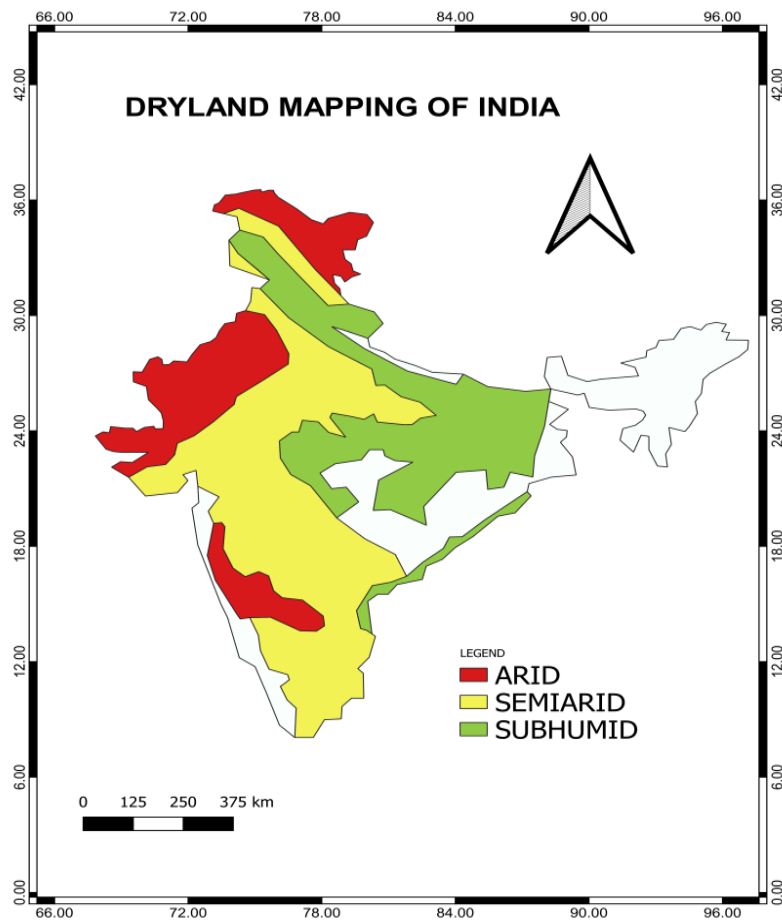 66.00 72.00 78.00 84.00 90.00 96.00
42.00 42.00
DRYLAND MAPPING OF INDIA
36.00 36.00
30.00 30.00
24.00 24.00
18.00 18.00
12.00 12.00
LEGEND
ARID
SEMIARID
SUBHUMID
6.00 6.00
0 125 250 375 km
0.00 0.00
66.00 72.00 78.00 84.00 90.00 96.00